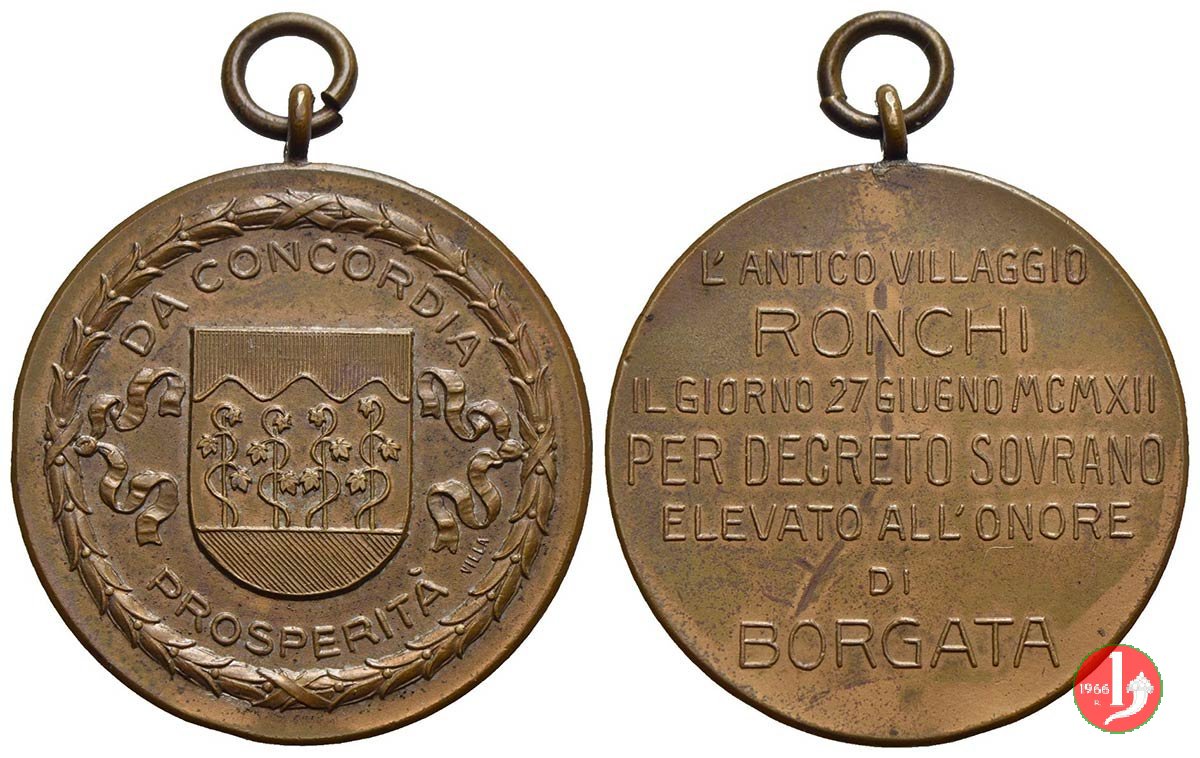 DA CONCORDIA
PROSPERITÀ
VILLA
L'ANTICO VILLAGGIO
RONCHI
IL GIORNO 27 GIUGNO MCMXII
PER DECRETO SOVRANO
ELEVATO ALL'ONORE
DI
BORGATA
1966
R.